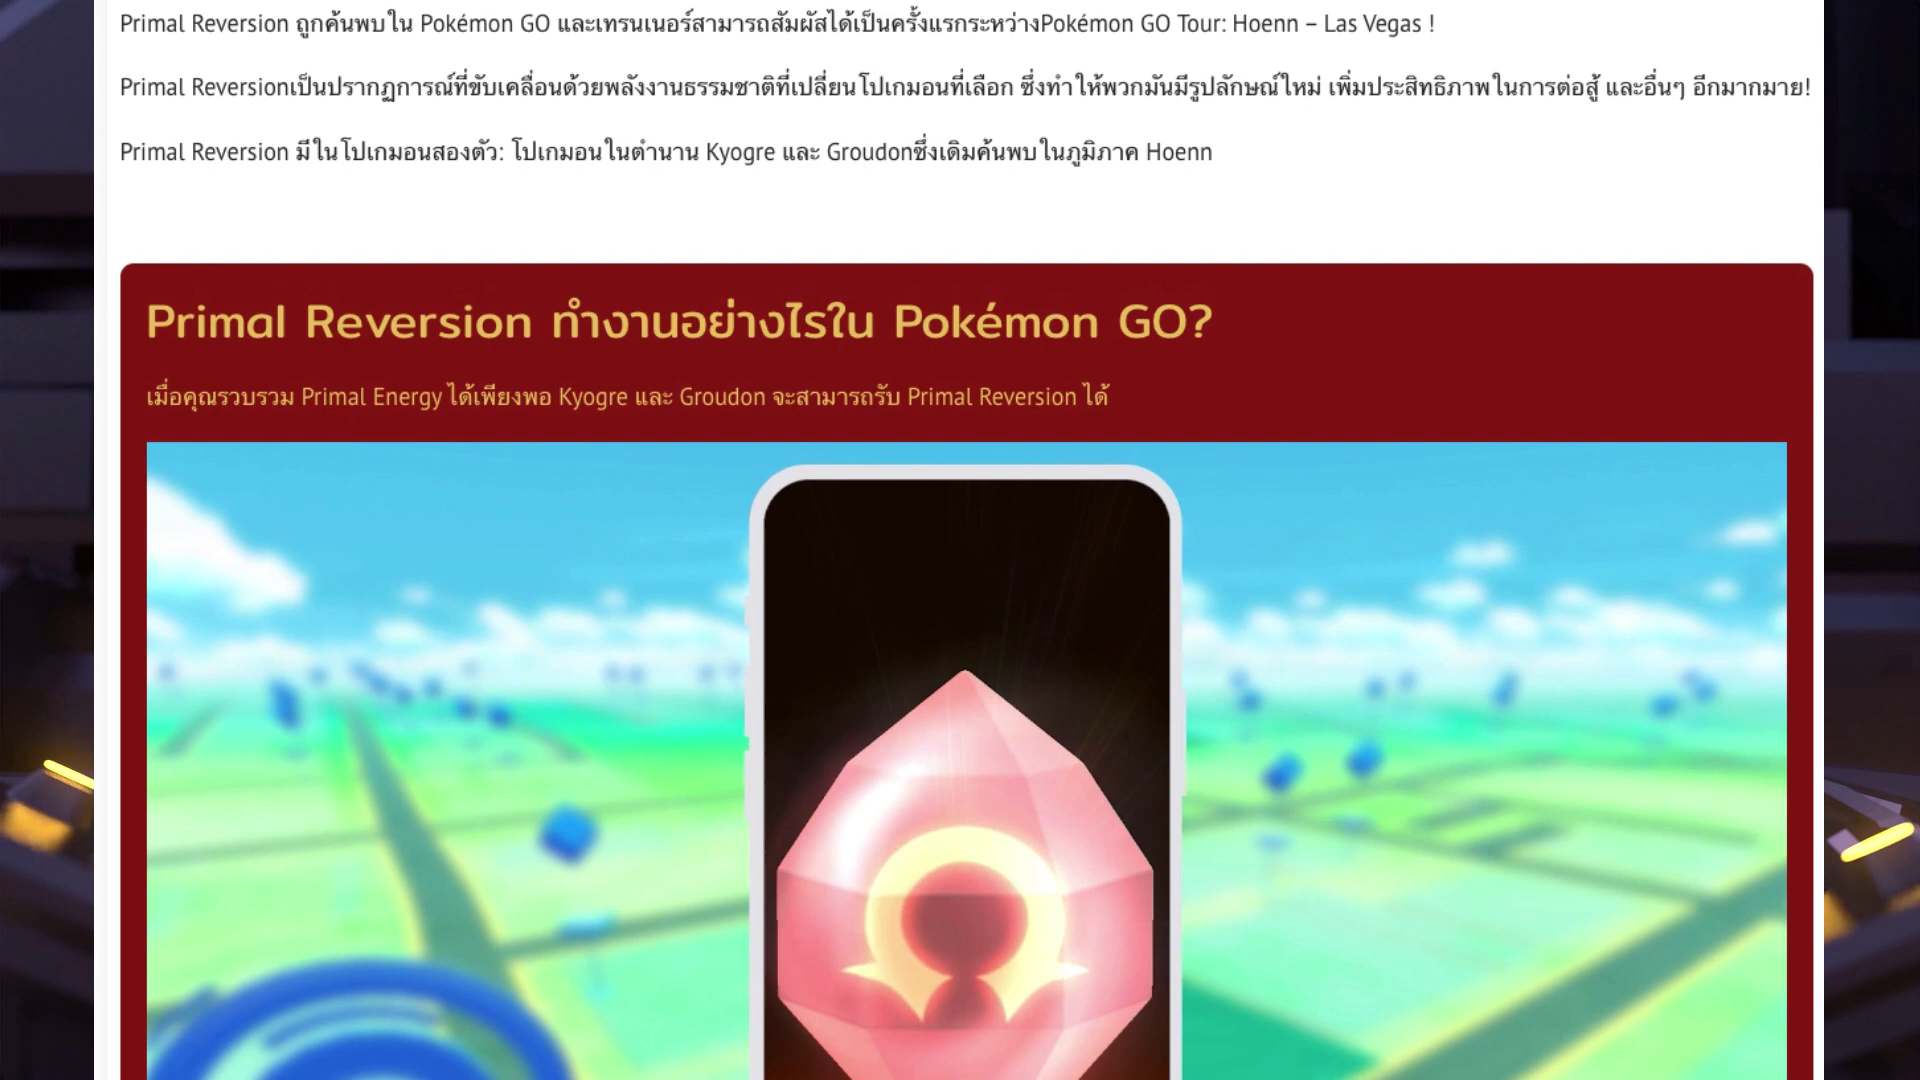 Primal Reversion ถูกค้นพบใน Pokémon GO และเทรนเนอร์สามารถสัมผัสได้เป็นครั้งแรกระหว่างPokémon GO Tour: Hoenn – Las Vegas !
Primal Reversionเป็นปรากฏการณ์ที่ขับเคลื่อนด้วยพลังงานธรรมชาติที่เปลี่ยนโปเกมอนที่เลือก ซึ่งทำให้พวกมันมีรูปลักษณ์ใหม่ เพิ่มประสิทธิภาพในการต่อสู้ และอื่นๆ อีกมากมาย!
Primal Reversion มีในโปเกมอนสองตัว: โปเกมอนในตำนาน Kyogre และ Groudonซึ่งเดิมค้นพบในภูมิภาค Hoenn
Primal Reversion ทำงานอย่างไรใน Pokémon GO?
เมื่อคุณรวบรวม Primal Energy ได้เพียงพอ Kyogre และ Groudon จะสามารถรับ Primal Reversion ได้